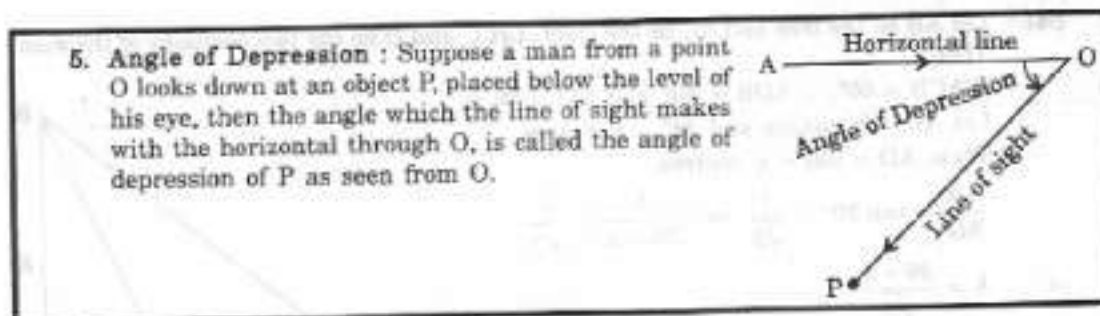 5. Angle of Depression : Suppose a man from a point
O looks down at an object P, placed below the level of
his eye, then the angle which the line of sight makes
with the horizontal through O, is called the angle of
depression of P as seen from O.
Horizontal line
A
O
Angle of Depression
Line of sight
P